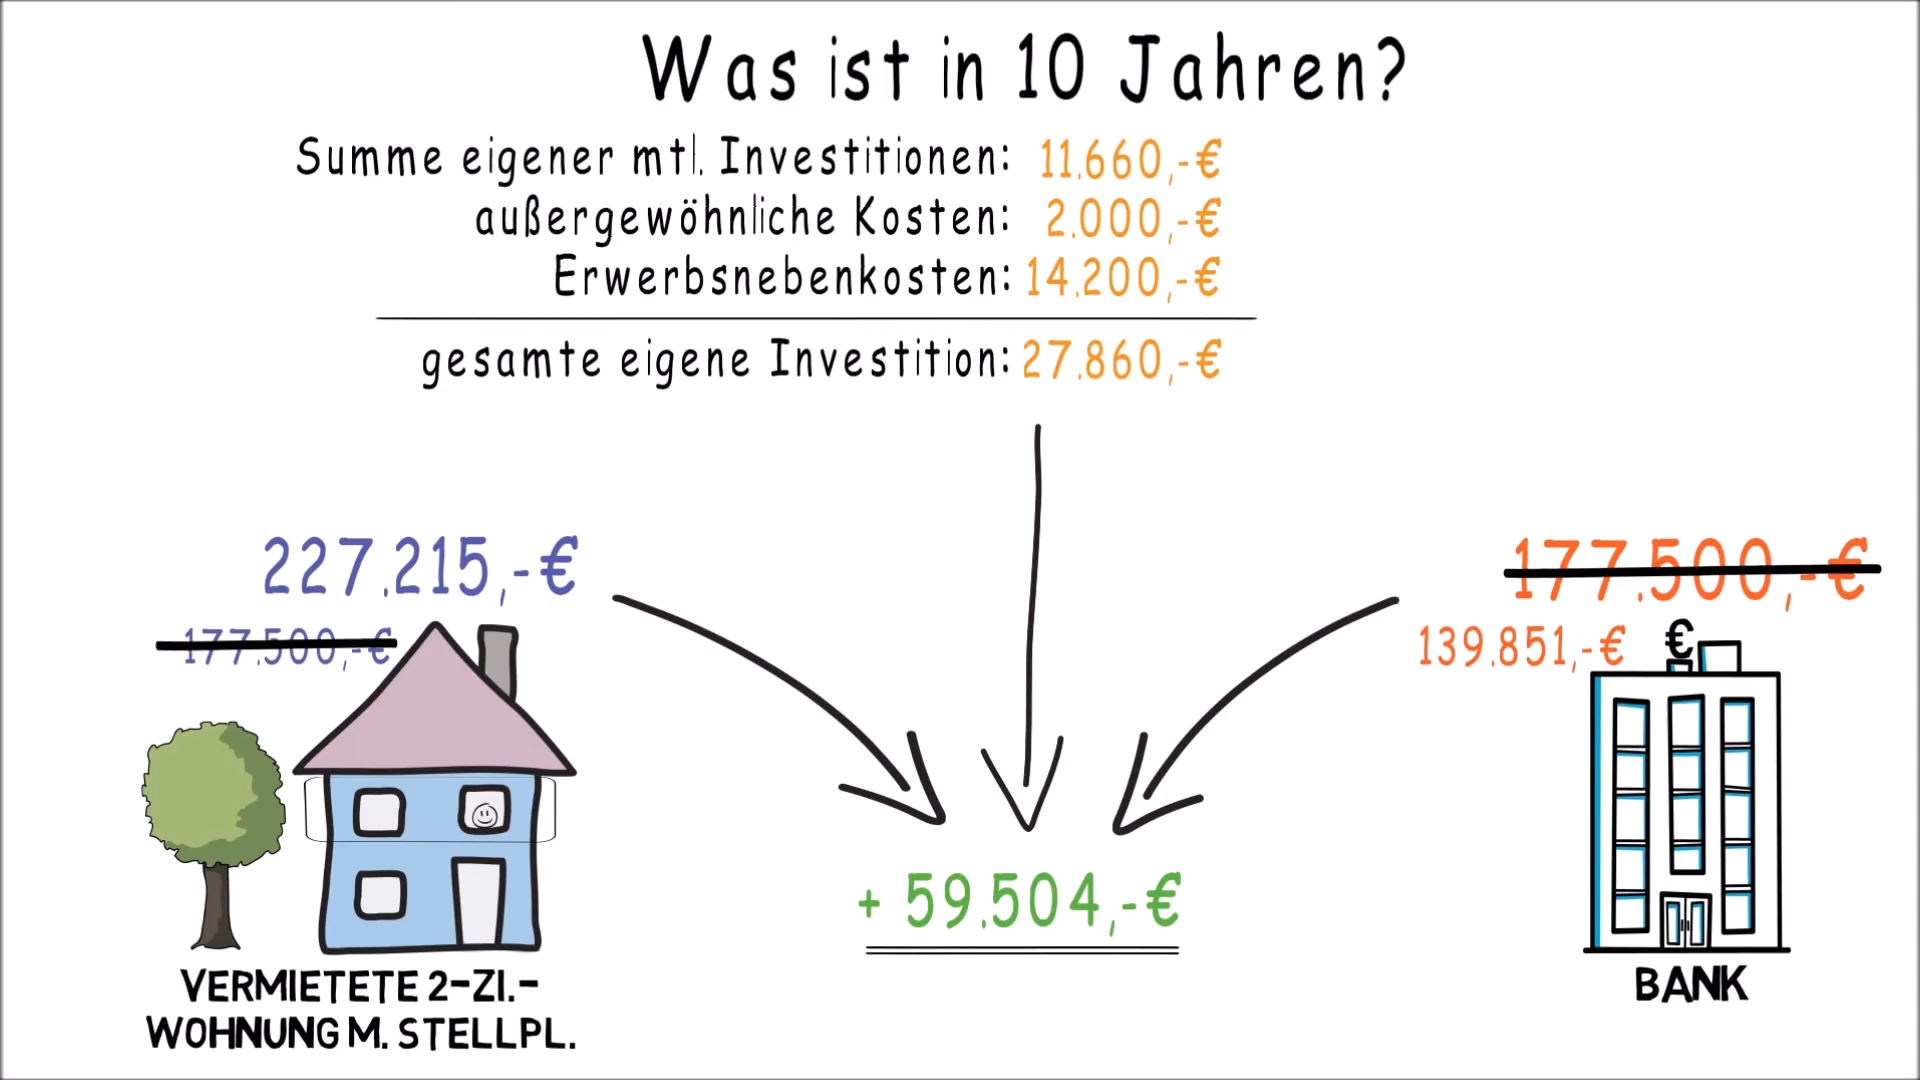 Was ist in 10 Jahren?
Summe eigener mtl. Investitionen: 11.660,-€
außergewöhnliche Kosten: 2.000,-€
Erwerbsnebenkosten: 14.200,-€
gesamte eigene Investition: 27.860,-€
227.215,-€
177.500,-€
177.500,-€
139.851,-€
€
+ 59.504,-€
VERMIETETE 2-ZI.-
WOHNUNG M. STELLPL.
BANK